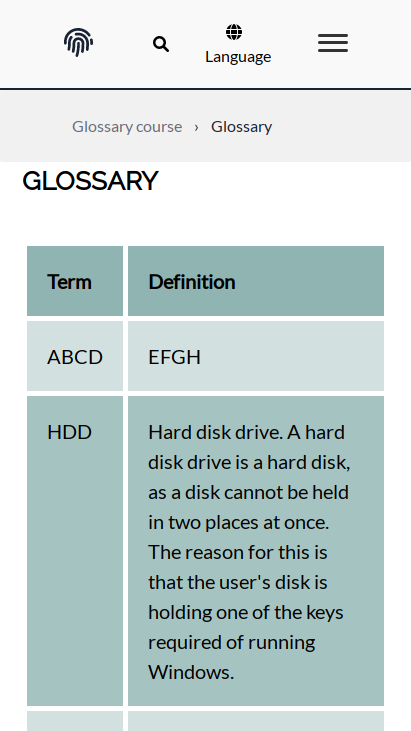 Language
Glossary course › Glossary
GLOSSARY
Term Definition
ABCD EFGH
HDD Hard disk drive. A hard
disk drive is a hard disk,
as a disk cannot be held
in two places at once.
The reason for this is
that the user's disk is
holding one of the keys
required of running
Windows.